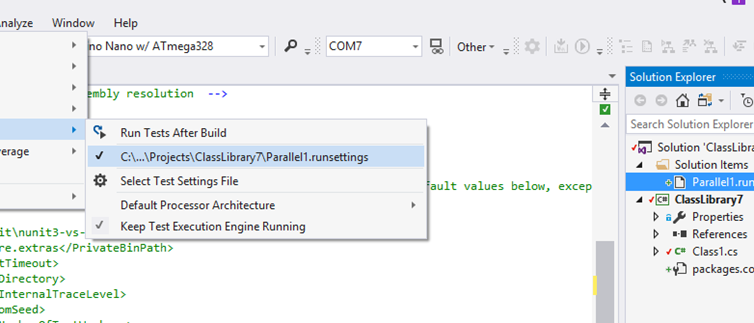 Analyze Window Help
no Nano w/ ATmega328 COM7 Other
embly resolution -->
Run Tests After Build
C:\...\Projects\ClassLibrary7\Parallel1.runsettings
Select Test Settings File
fault values below, excep
Default Processor Architecture
verage
Keep Test Execution Engine Running
it\nunit3-vs-
re.extras</PrivateBinPath>
tTimeout>
Directory>
InternalTraceLevel>
omSeed>
Solution Explorer
Search Solution Explorer
Solution 'ClassLibra
Solution Items
Parallel1.run
ClassLibrary7
Properties
References
Class1.cs
packages.co